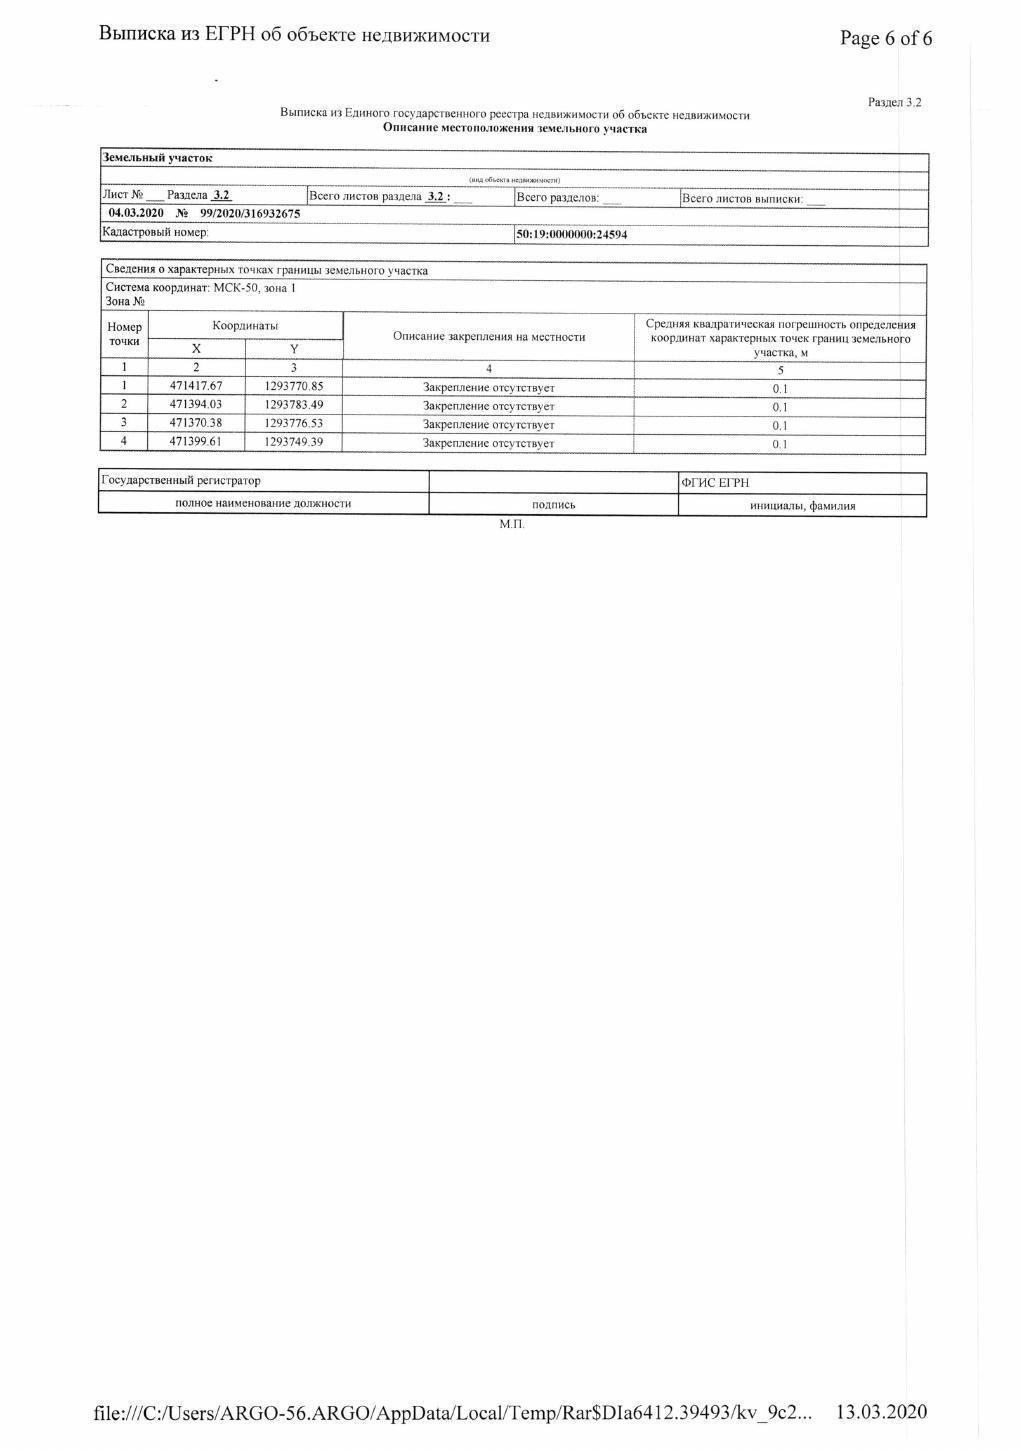 Выписка из ЕГРН об объекте недвижимости
Page 6 of 6
Раздел 3.2
Выписка из Единого государственного реестра недвижимости об объекте недвижимости
Описание местоположения земельного участка
Земельный участок
(вид объекта недвижимости)
Лист № ___ Раздела 3.2 Всего листов раздела 3.2 : ___ Всего разделов: ___ Всего листов выписки: ___
04.03.2020 № 99/2020/316932675
Кадастровый номер: 50:19:0000000:24594
Сведения о характерных точках границы земельного участка
Система координат: МСК-50, зона 1
Зона №
Номер точки Координаты Описание закрепления на местности Средняя квадратическая погрешность определения координат характерных точек границ земельного участка, м
X Y
1 2 3 4 5
1 471417.67 1293770.85 Закрепление отсутствует 0.1
2 471394.03 1293783.49 Закрепление отсутствует 0.1
3 471370.38 1293776.53 Закрепление отсутствует 0.1
4 471399.61 1293749.39 Закрепление отсутствует 0.1
Государственный регистратор ФГИС ЕГРН
полное наименование должности подпись инициалы, фамилия
М.П.
file:///C:/Users/ARGO-56.ARGO/AppData/Local/Temp/Rar$DIa6412.39493/kv_9c2... 13.03.2020